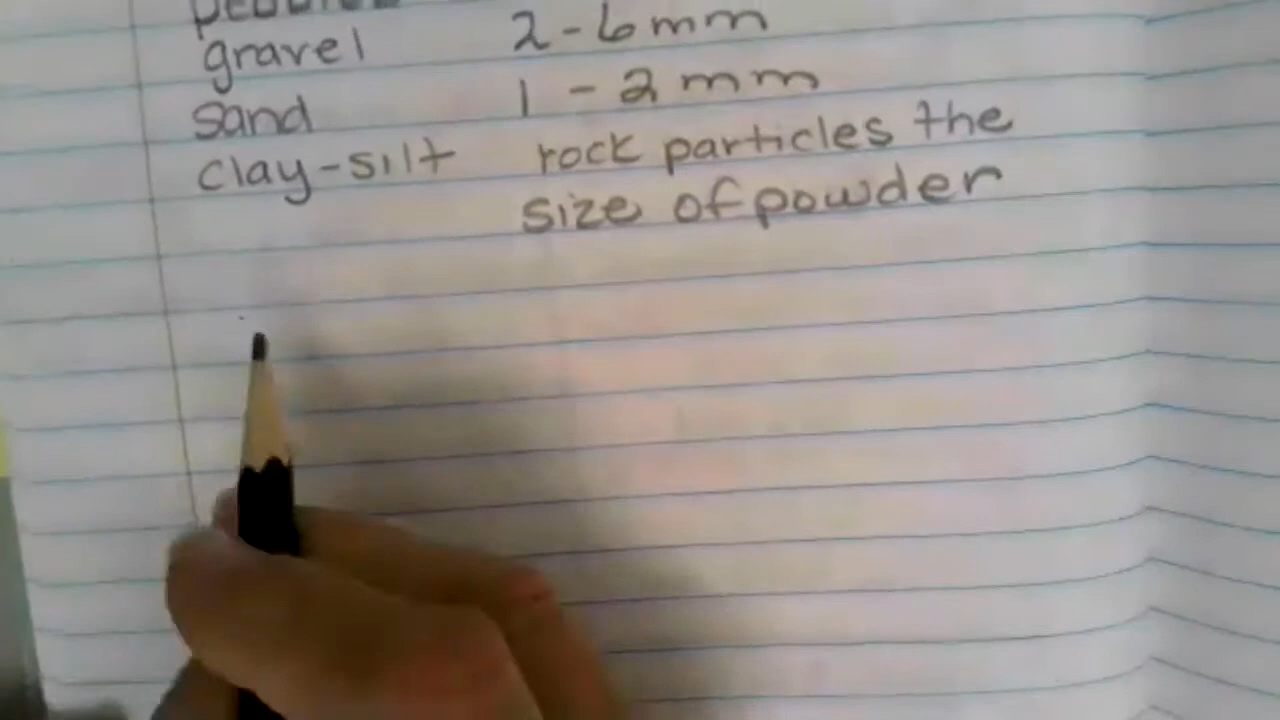 gravel 2-6mm
sand 1-2mm
clay-silt rock particles the
size of powder